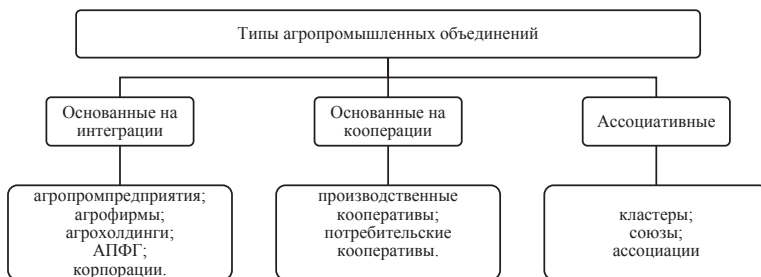 Типы агропромышленных объединений
Основанные на
интеграции
Основанные на
кооперации
Ассоциативные
агропромпредприятия;
агрофирмы;
агрохолдинги;
АПФГ;
корпорации.
производственные
кооперативы;
потребительские
кооперативы.
кластеры;
союзы;
ассоциации